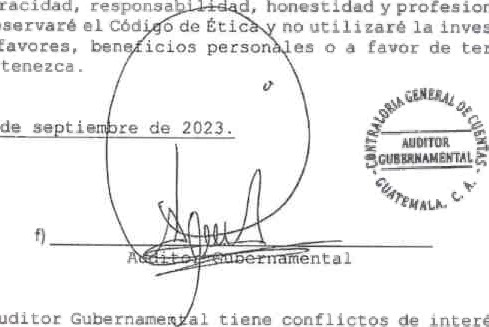 racidad, responsabilidad, honestidad y profesion
servaré el Código de Ética y no utilizaré la inves
favores, beneficios personales o a favor de ter
tenezca.
de septiembre de 2023.
CONTRALORIA GENERAL DE CUENTAS
AUDITOR
GUBERNAMENTAL
GUATEMALA, C. A.
f)
Auditor Gubernamental
uditor Gubernamental tiene conflictos de interé